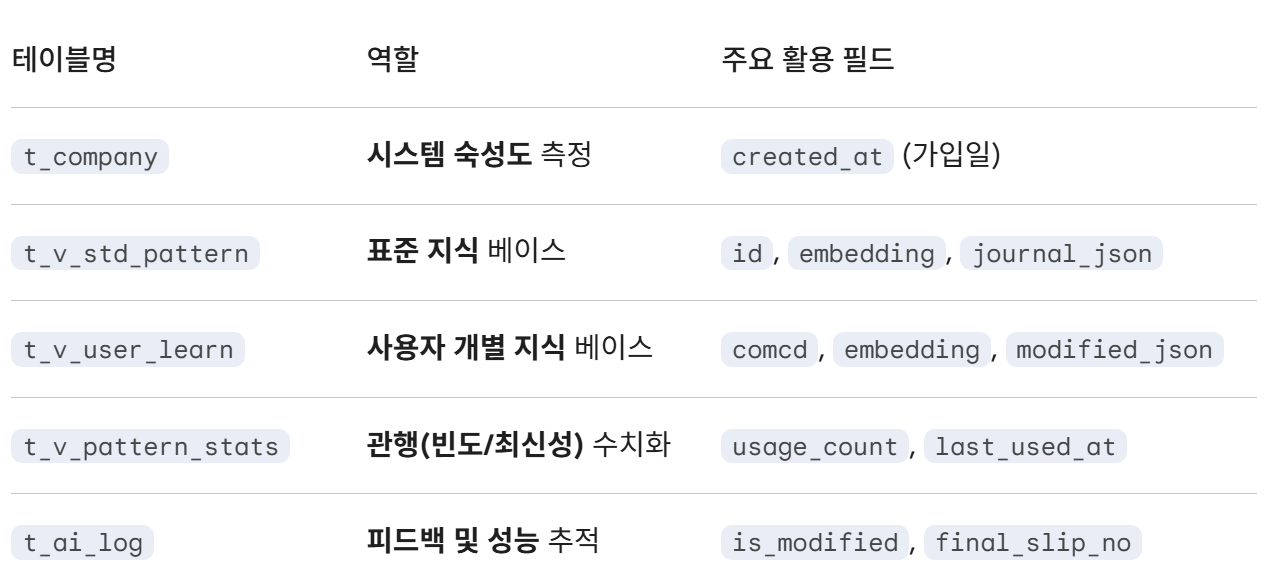 테이블명 역할 주요 활용 필드
t_company 시스템 숙성도 측정 created_at (가입일)
t_v_std_pattern 표준 지식 베이스 id, embedding, journal_json
t_v_user_learn 사용자 개별 지식 베이스 comcd, embedding, modified_json
t_v_pattern_stats 관행(빈도/최신성) 수치화 usage_count, last_used_at
t_ai_log 피드백 및 성능 추적 is_modified, final_slip_no